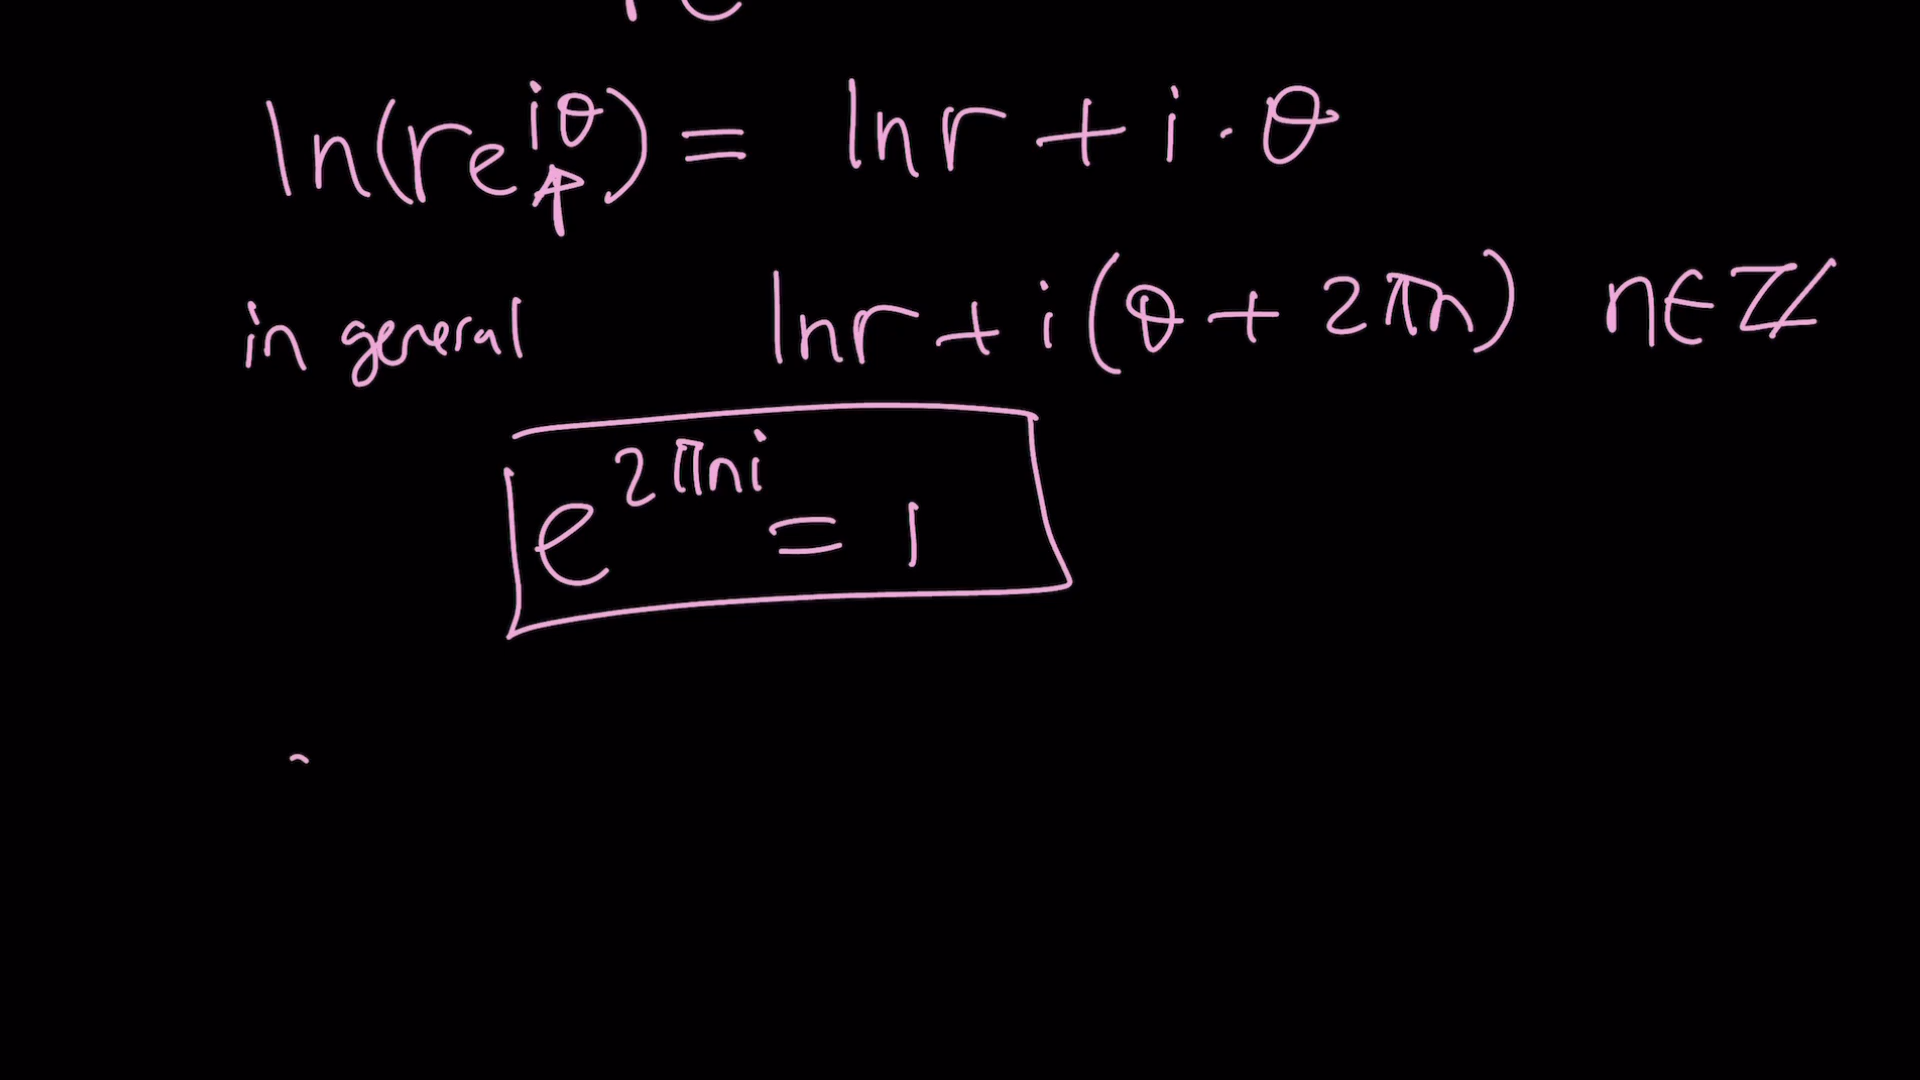 ln(re^{iθ}) = ln r + i · θ
in general ln r + i (θ + 2πn) n ∈ ℤ
e^{2πni} = 1